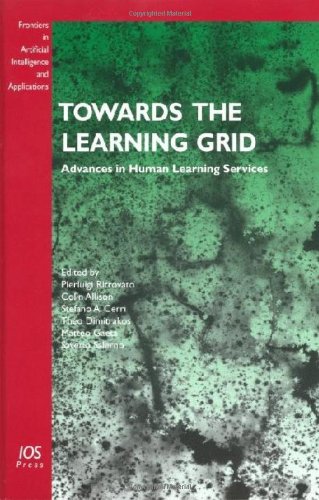 Frontiers
in
Artificial
Intelligence
and
Applications
TOWARDS THE
LEARNING GRID
Advances in Human Learning Services
Edited by
Pierluigi Ritrovato
Colin Allison
Stefano A. Cerri
Theo Dimitrakos
Matteo Gaeta
Saverio Salerno
IOS
Press